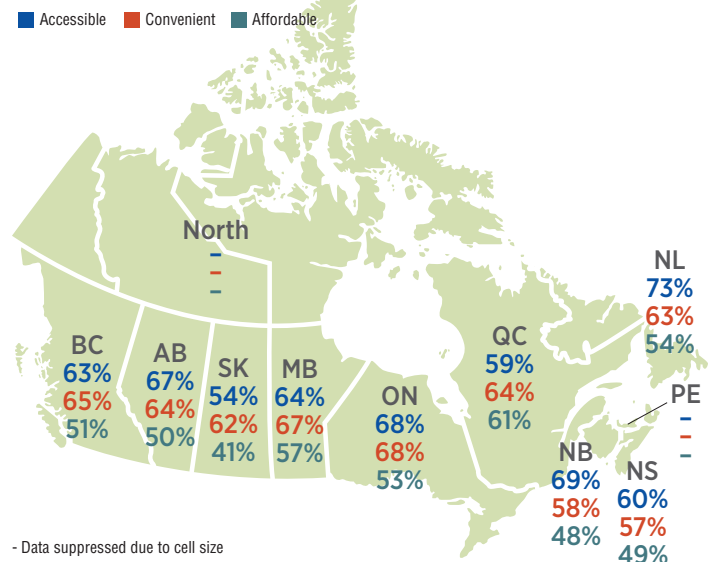 Accessible Convenient Affordable
North
-
-
-
NL
73%
63%
54%
BC
63%
65%
51%
AB
67%
64%
50%
SK
54%
62%
41%
MB
64%
67%
57%
ON
68%
68%
53%
QC
59%
64%
61%
PE
-
-
-
NB
69%
58%
48%
NS
60%
57%
49%
- Data suppressed due to cell size